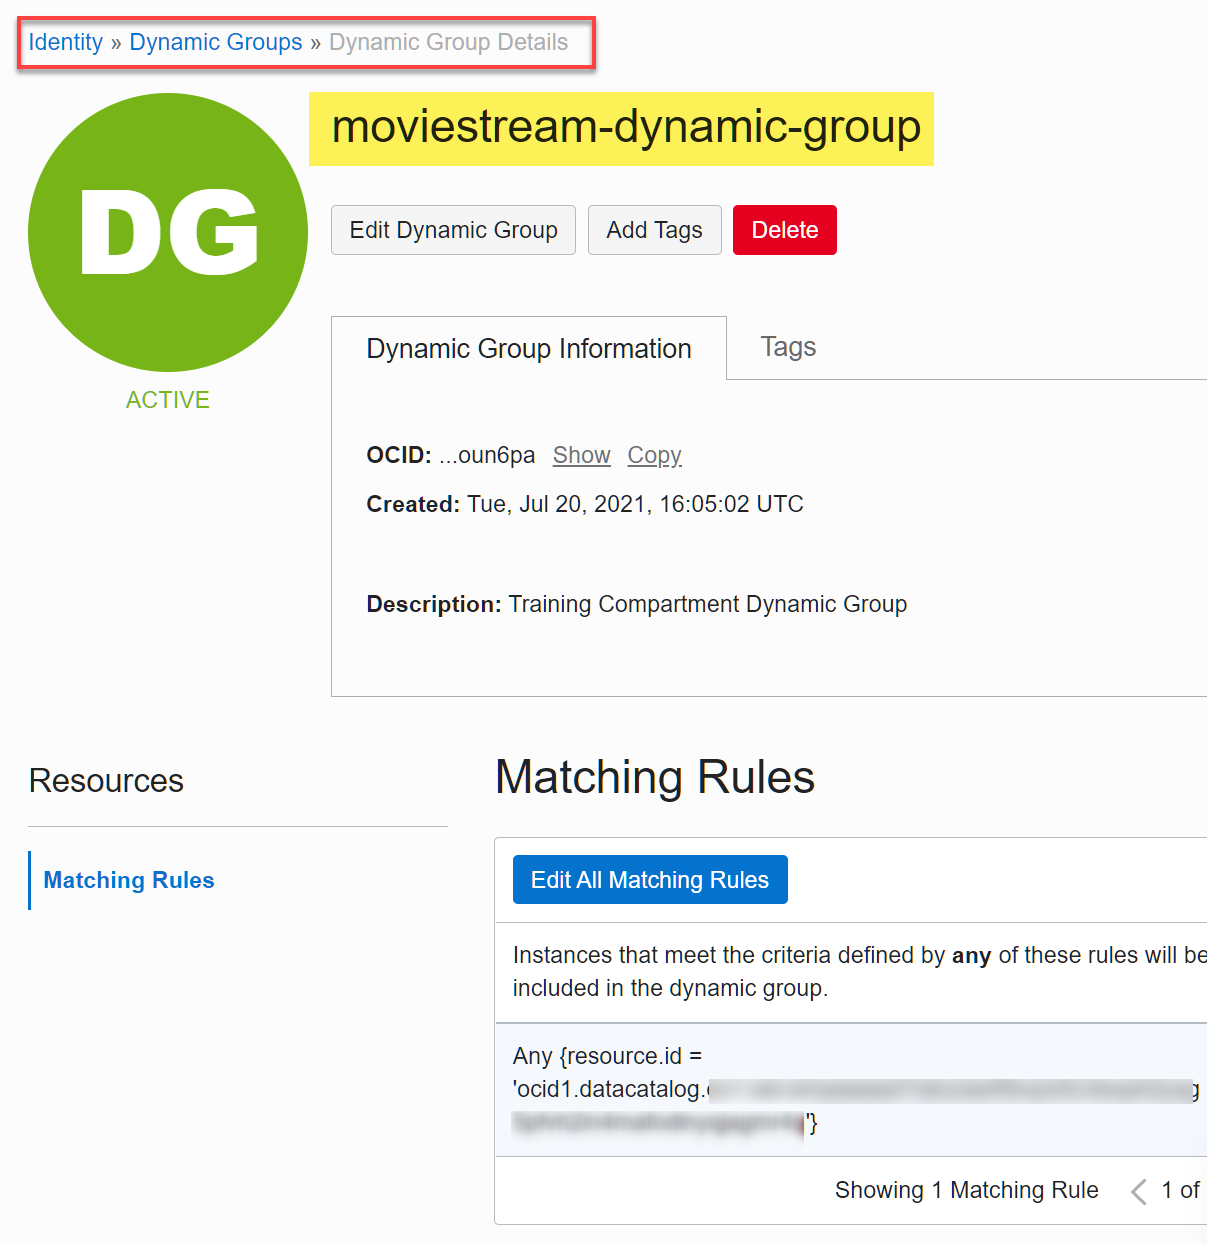 Identity » Dynamic Groups » Dynamic Group Details
DG
ACTIVE
moviestream-dynamic-group
Edit Dynamic Group Add Tags Delete
Dynamic Group Information Tags
OCID: ...oun6pa Show Copy
Created: Tue, Jul 20, 2021, 16:05:02 UTC
Description: Training Compartment Dynamic Group
Resources
Matching Rules
Matching Rules
Edit All Matching Rules
Instances that meet the criteria defined by any of these rules will be
included in the dynamic group.
Any {resource.id =
'ocid1.datacatalog.
'}
Showing 1 Matching Rule < 1 of